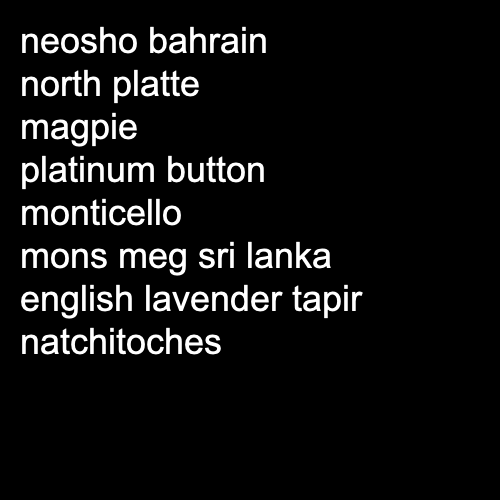 neosho bahrain
north platte
magpie
platinum button
monticello
mons meg sri lanka
english lavender tapir
natchitoches